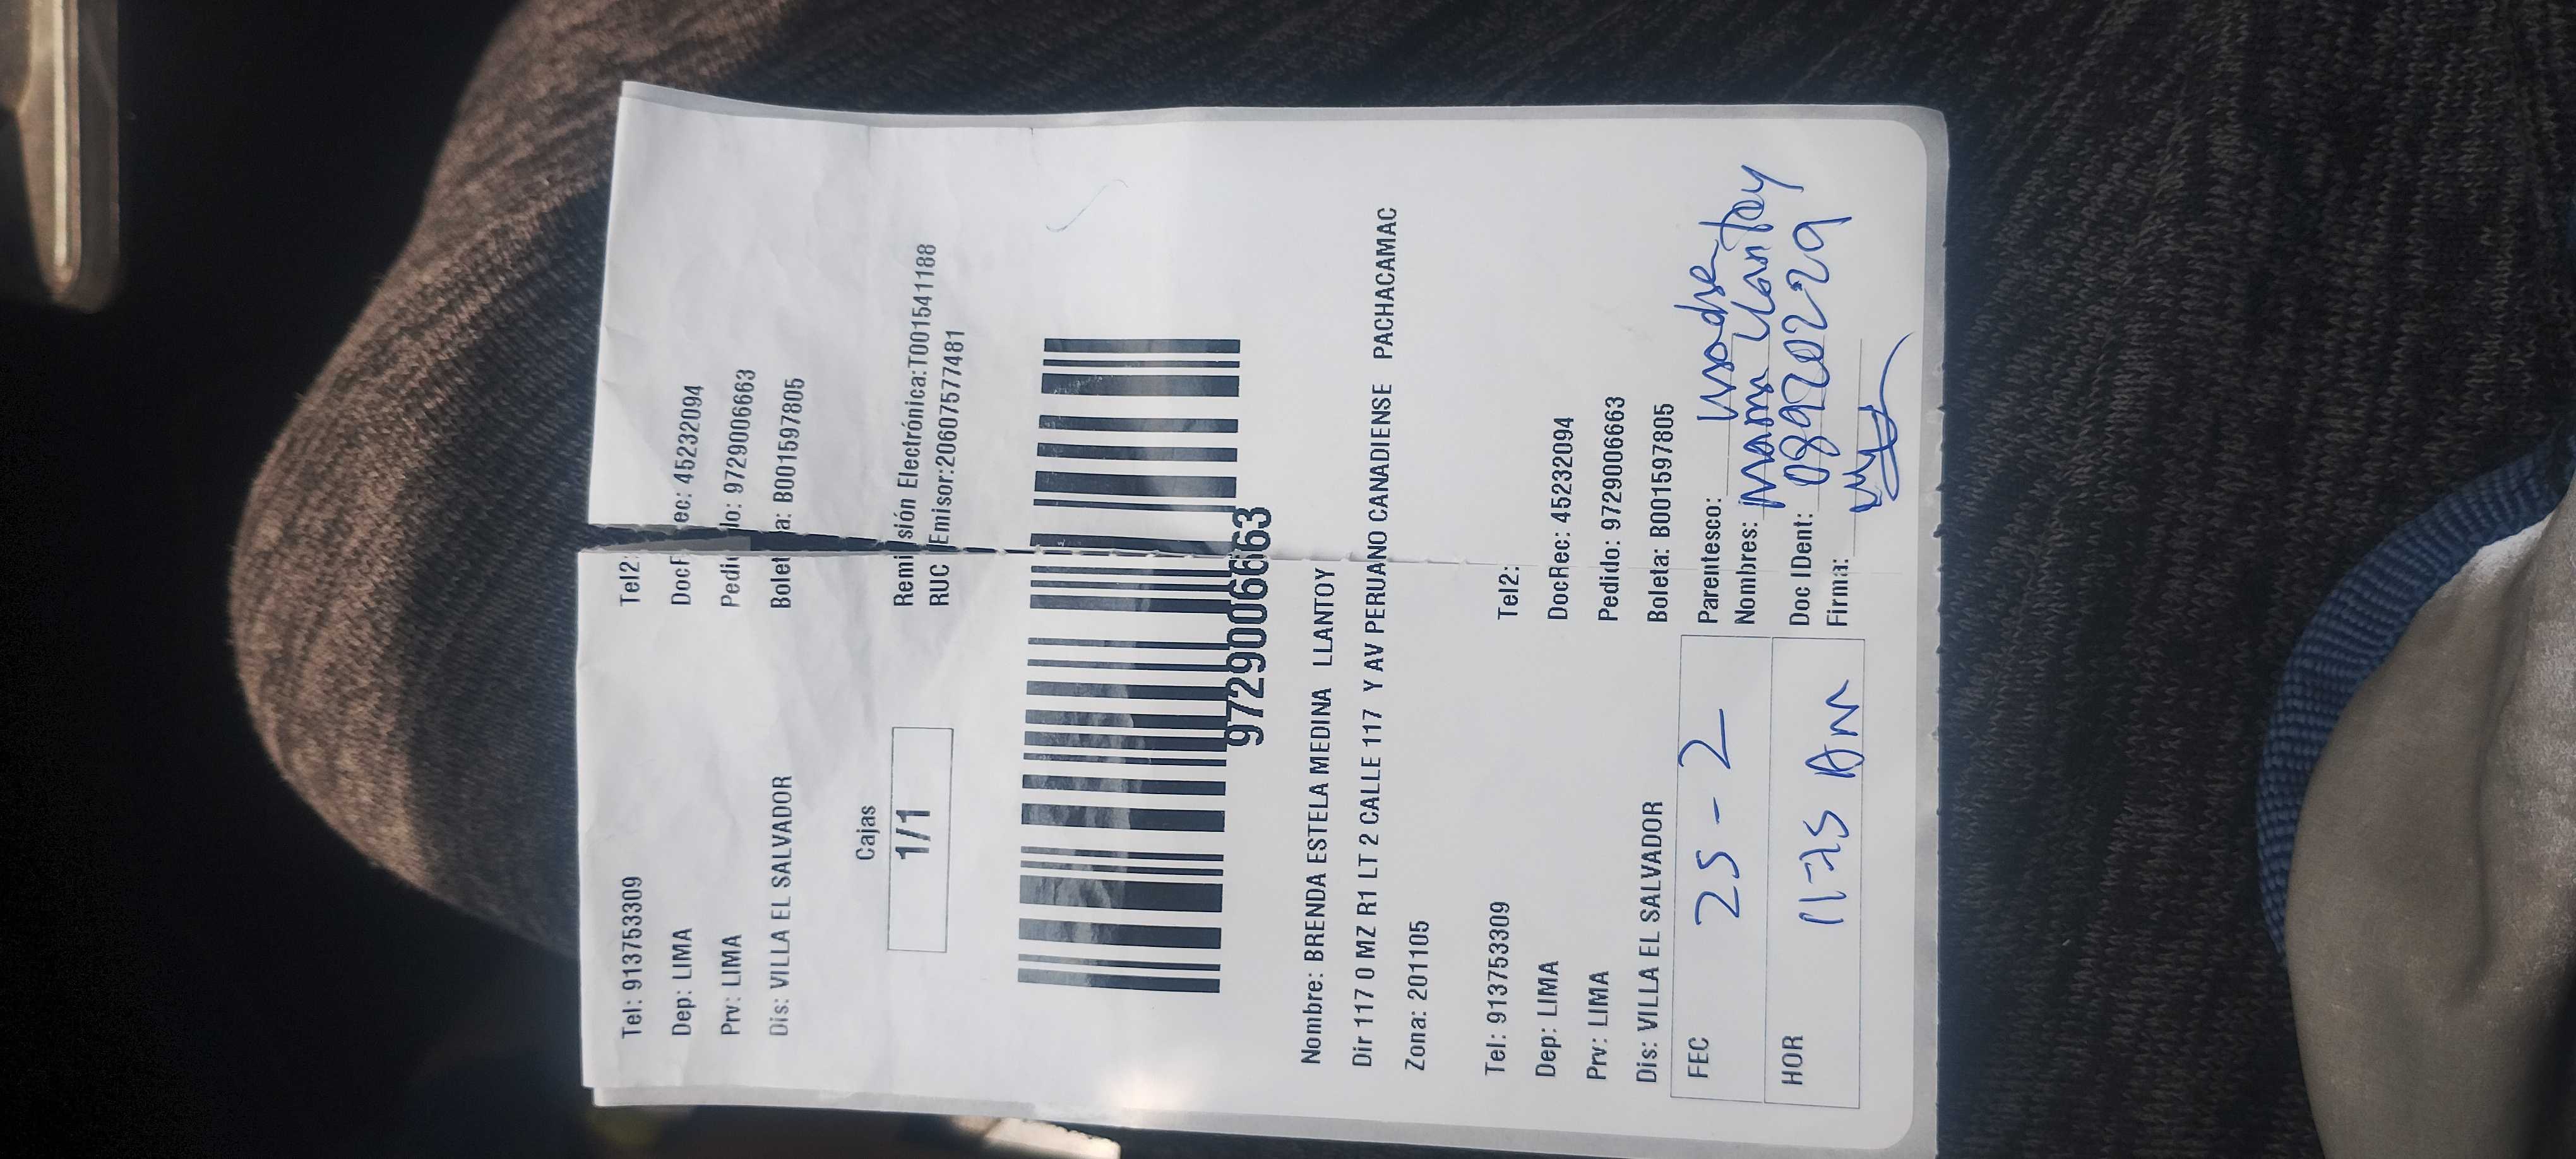 Tel: 913753309 Tel2:
Dep: LIMA DocRec: 45232094
Prv: LIMA Pedido: 9729006663
Dis: VILLA EL SALVADOR Boleta: B001597805
Cajas
1/1
Remisión Electrónica:T001541188
RUC Emisor:20607577481
9729006663
Nombre: BRENDA ESTELA MEDINA LLANTOY
Dir 117 0 MZ R1 LT 2 CALLE 117 Y AV PERUANO CANADIENSE PACHACAMAC
Zona: 201105
Tel: 913753309 Tel2:
Dep: LIMA DocRec: 45232094
Prv: LIMA Pedido: 9729006663
Dis: VILLA EL SALVADOR Boleta: B001597805
FEC 25-2
HOR AM
Parentesco: madre
Nombres: Llantoy
Doc IDent: 08920229
Firma: